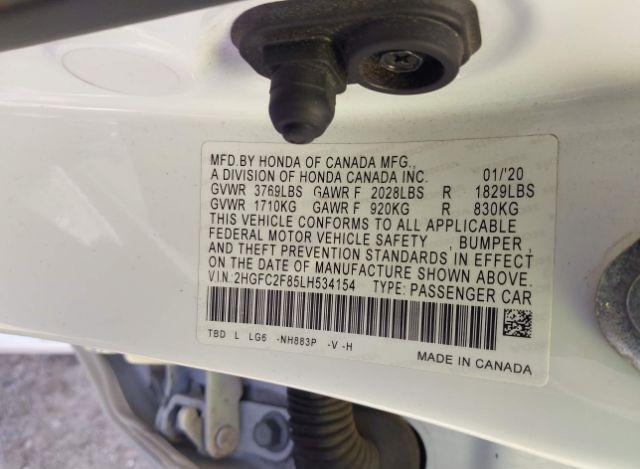 MFD.BY HONDA OF CANADA MFG.,
A DIVISION OF HONDA CANADA INC. 01/'20
GVWR 3769LBS GAWR F 2028LBS R 1829LBS
GVWR 1710KG GAWR F 920KG R 830KG
THIS VEHICLE CONFORMS TO ALL APPLICABLE
FEDERAL MOTOR VEHICLE SAFETY , BUMPER ,
AND THEFT PREVENTION STANDARDS IN EFFECT
ON THE DATE OF MANUFACTURE SHOWN ABOVE.
V.I.N. 2HGFC2F85LH534154 TYPE: PASSENGER CAR
TBD L LG6 -NH883P -V -H
MADE IN CANADA